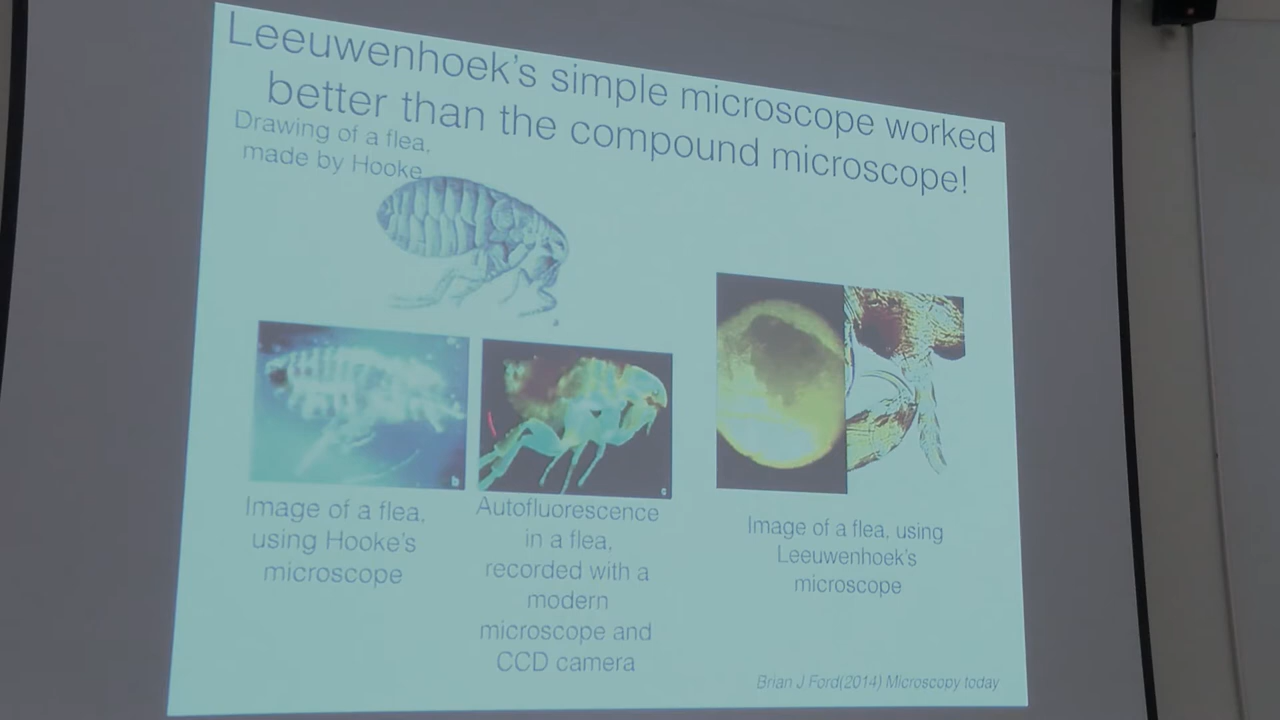 Leeuwenhoek's simple microscope worked
better than the compound microscope!
Drawing of a flea,
made by Hooke
b
c
Image of a flea,
using Hooke's
microscope
Autofluorescence
in a flea,
recorded with a
modern
microscope and
CCD camera
Image of a flea, using
Leeuwenhoek's
microscope
Brian J Ford(2014) Microscopy today